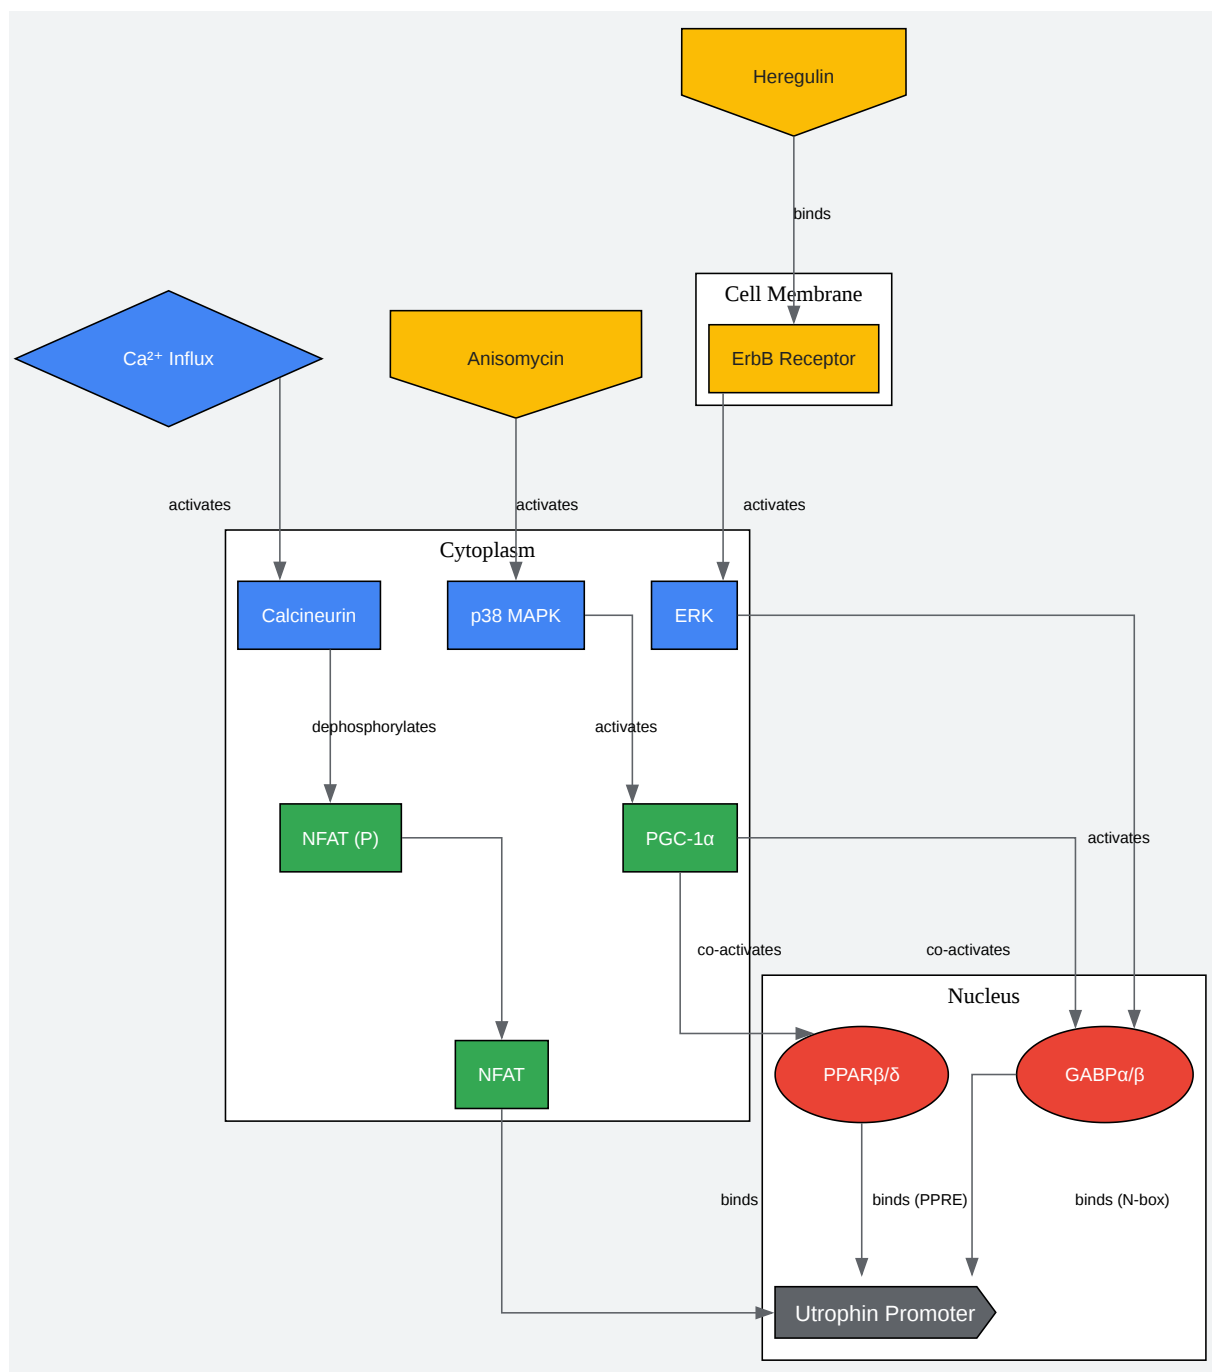 Heregulin
binds
Cell Membrane
Ca²⁺ Influx
Anisomycin
ErbB Receptor
activates
activates
activates
Cytoplasm
Calcineurin
p38 MAPK
ERK
dephosphorylates
activates
NFAT (P)
PGC-1α
activates
co-activates
co-activates
Nucleus
NFAT
PPARβ/δ
GABPα/β
binds
binds (PPRE)
binds (N-box)
Utrophin Promoter